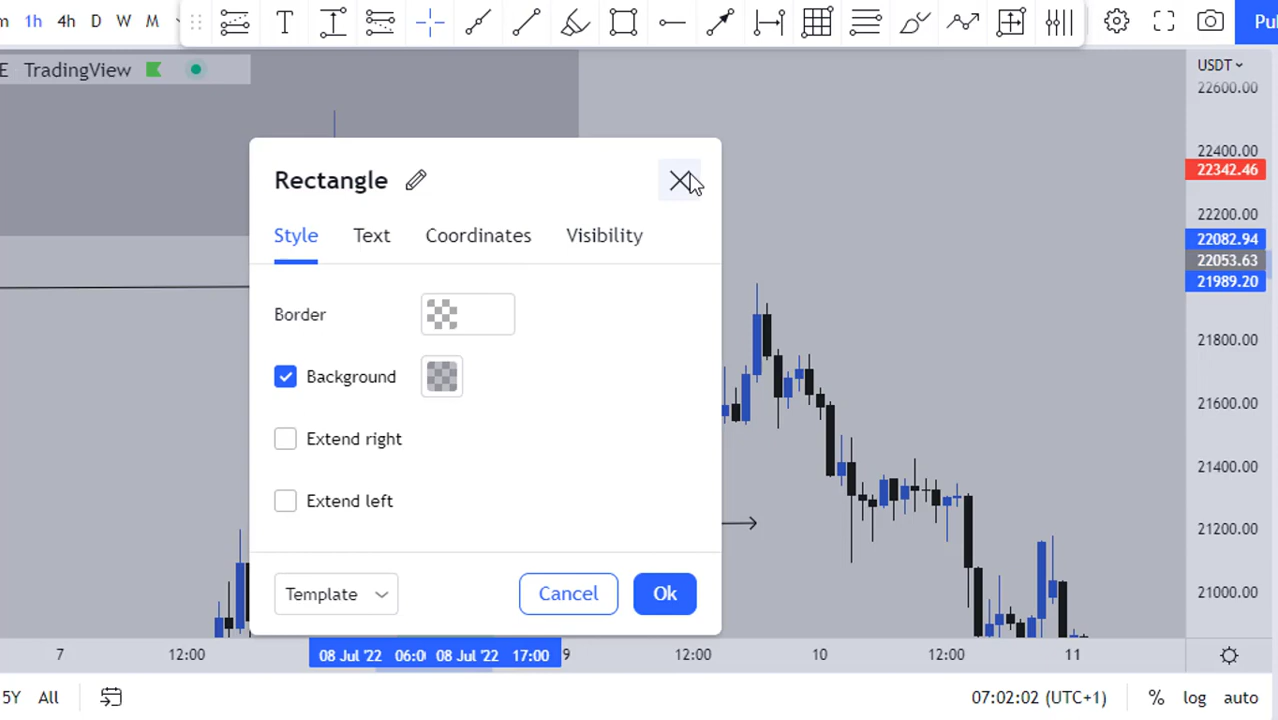 m 1h 4h D W M T Pu
E TradingView
USDT
22600.00
22400.00
22342.46
22200.00
22082.94
22053.63
21989.20
21800.00
21600.00
21400.00
21200.00
21000.00
Rectangle
Style Text Coordinates Visibility
Border
Background
Extend right
Extend left
Template Cancel Ok
7 12:00 08 Jul '22 06:0 08 Jul '22 17:00 9 12:00 10 12:00 11
5Y All 07:02:02 (UTC+1) % log auto